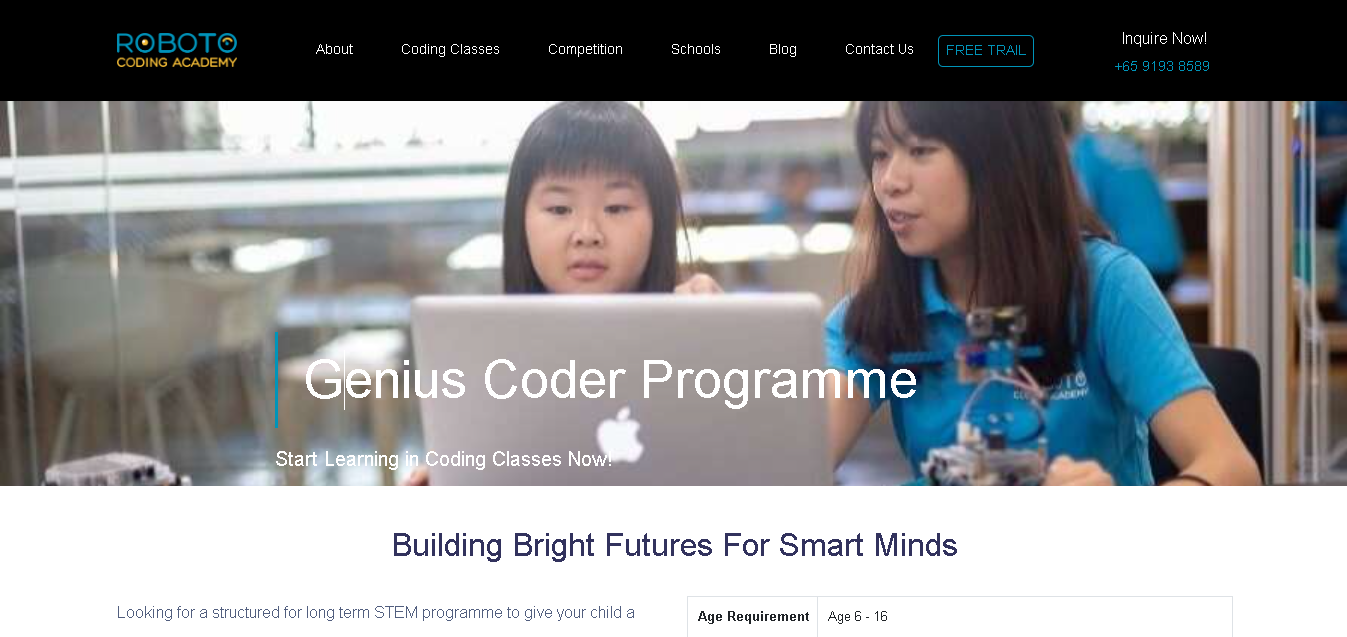 ROBOTO
CODING ACADEMY
About
Coding Classes
Competition
Schools
Blog
Contact Us
FREE TRAIL
Inquire Now!
+65 9193 8589
Genius Coder Programme
Start Learning in Coding Classes Now!
Building Bright Futures For Smart Minds
Looking for a structured for long term STEM programme to give your child a
Age Requirement
Age 6 - 16